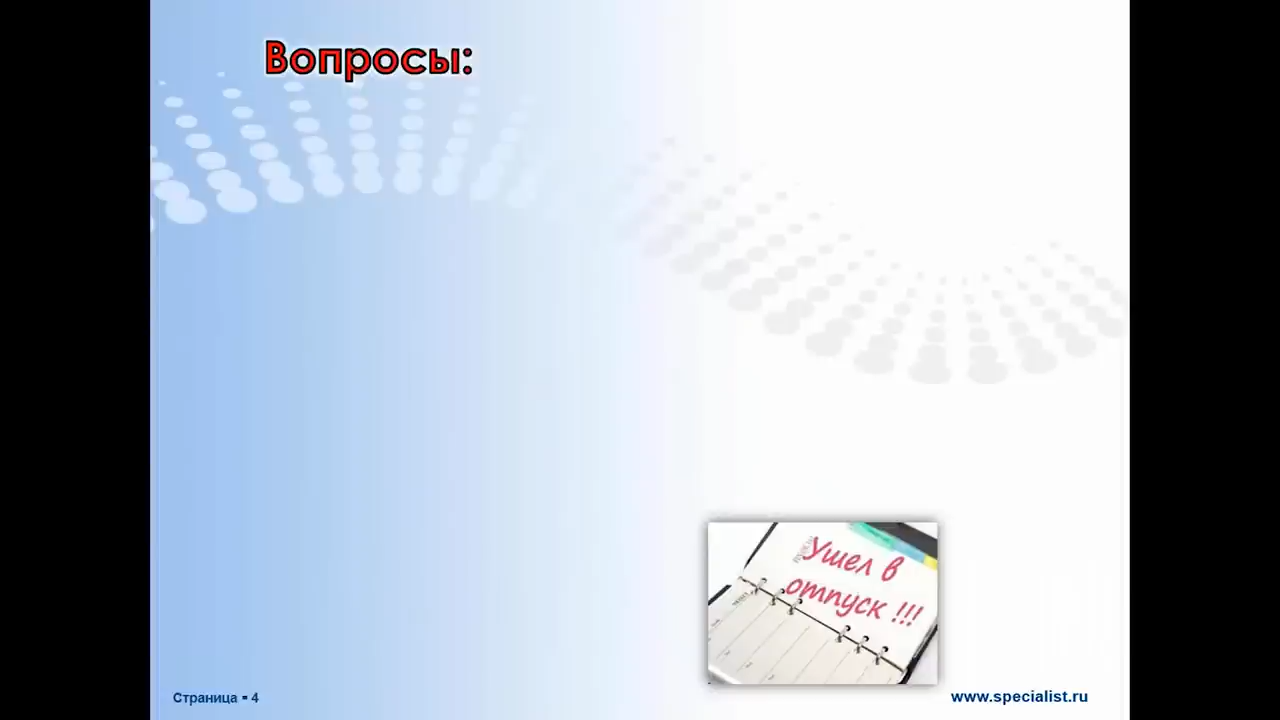 Вопросы:
Ушел в
отпуск !!!
Страница ▪ 4
www.specialist.ru